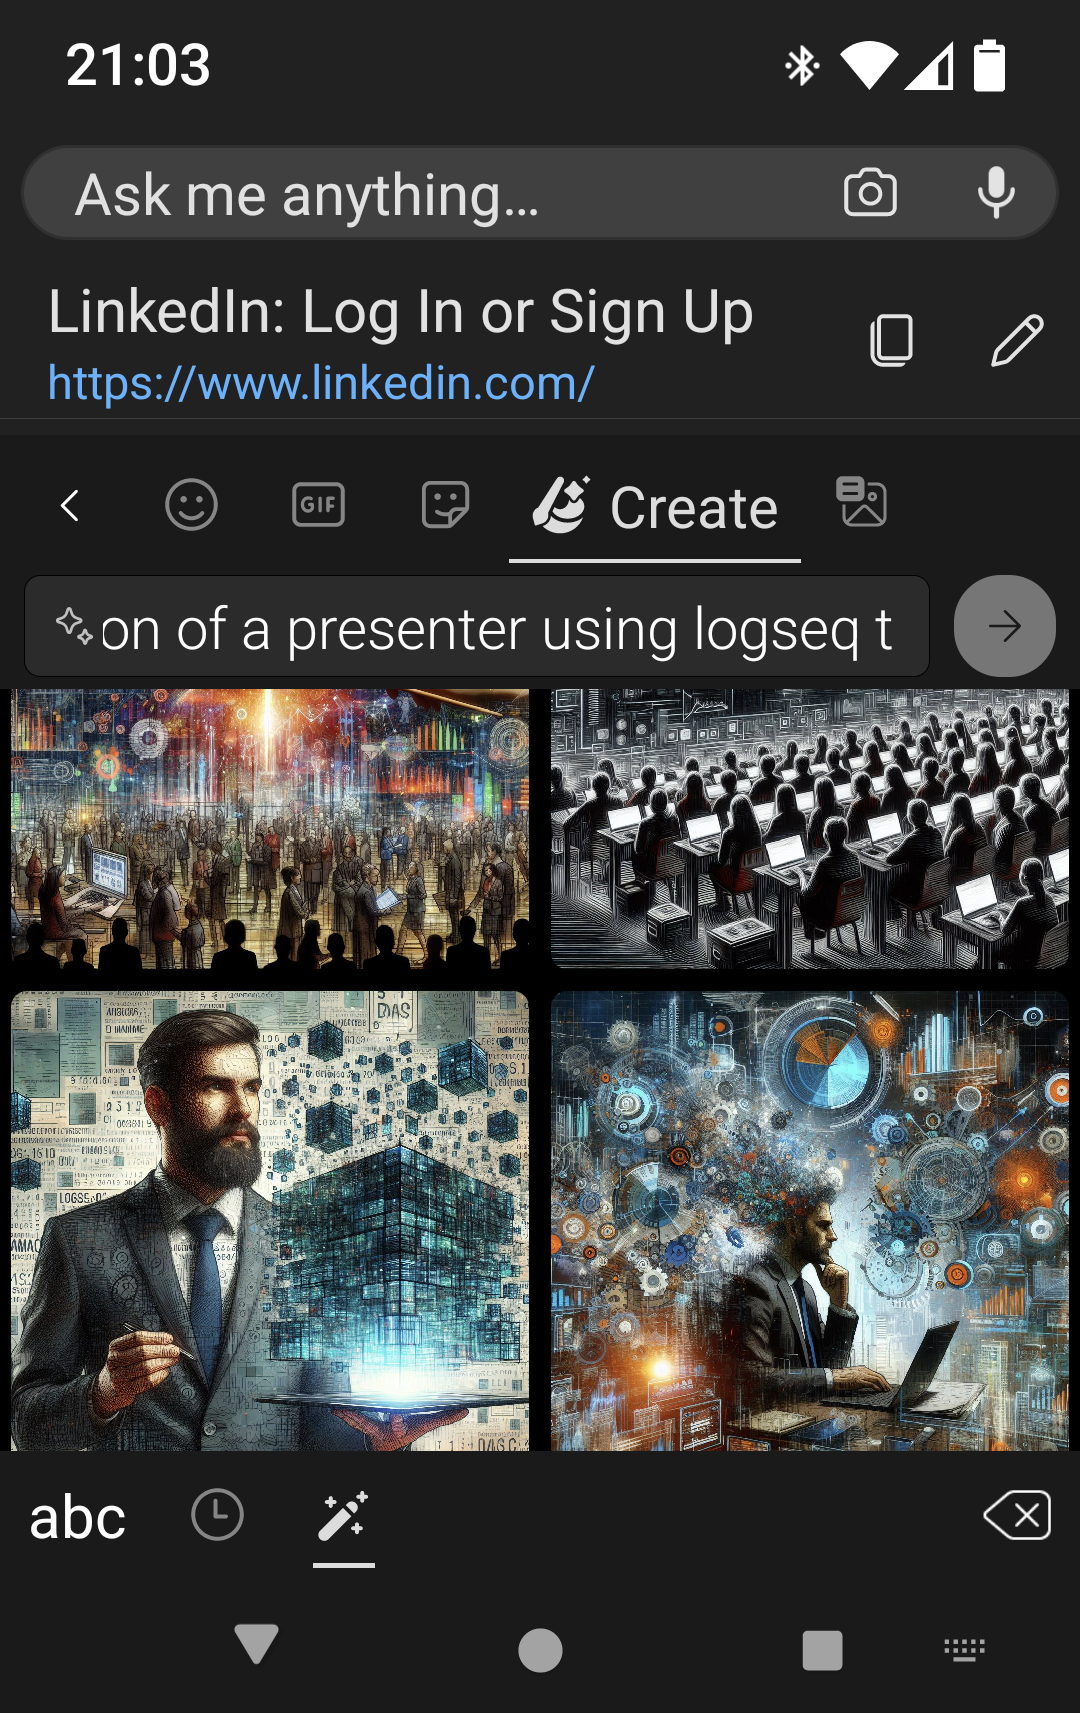 21:03
Ask me anything...
LinkedIn: Log In or Sign Up
https://www.linkedin.com/
GIF
Create
on of a presenter using logseq t
DAS
abc